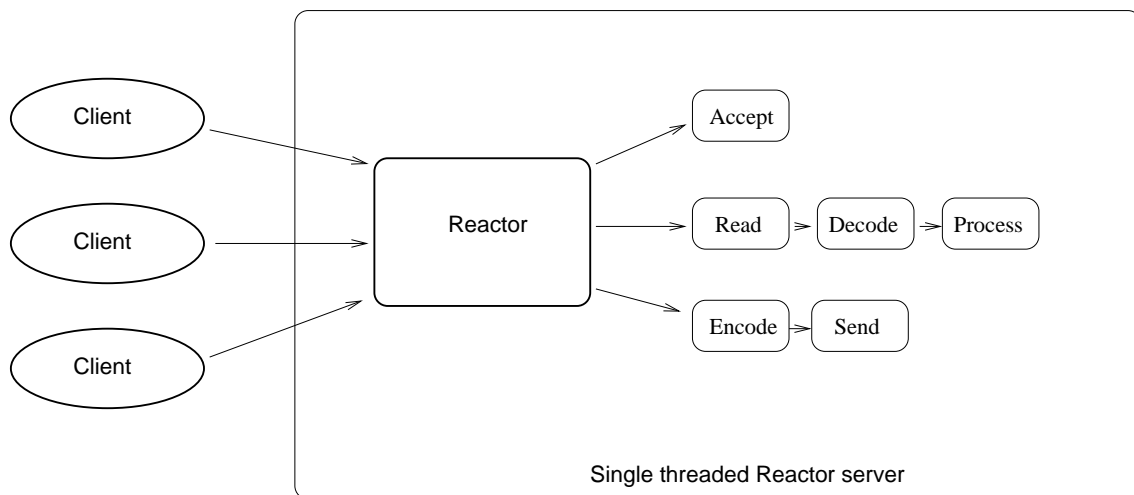 Client
Client
Client
Reactor
Accept
Read
Decode
Process
Encode
Send
Single threaded Reactor server